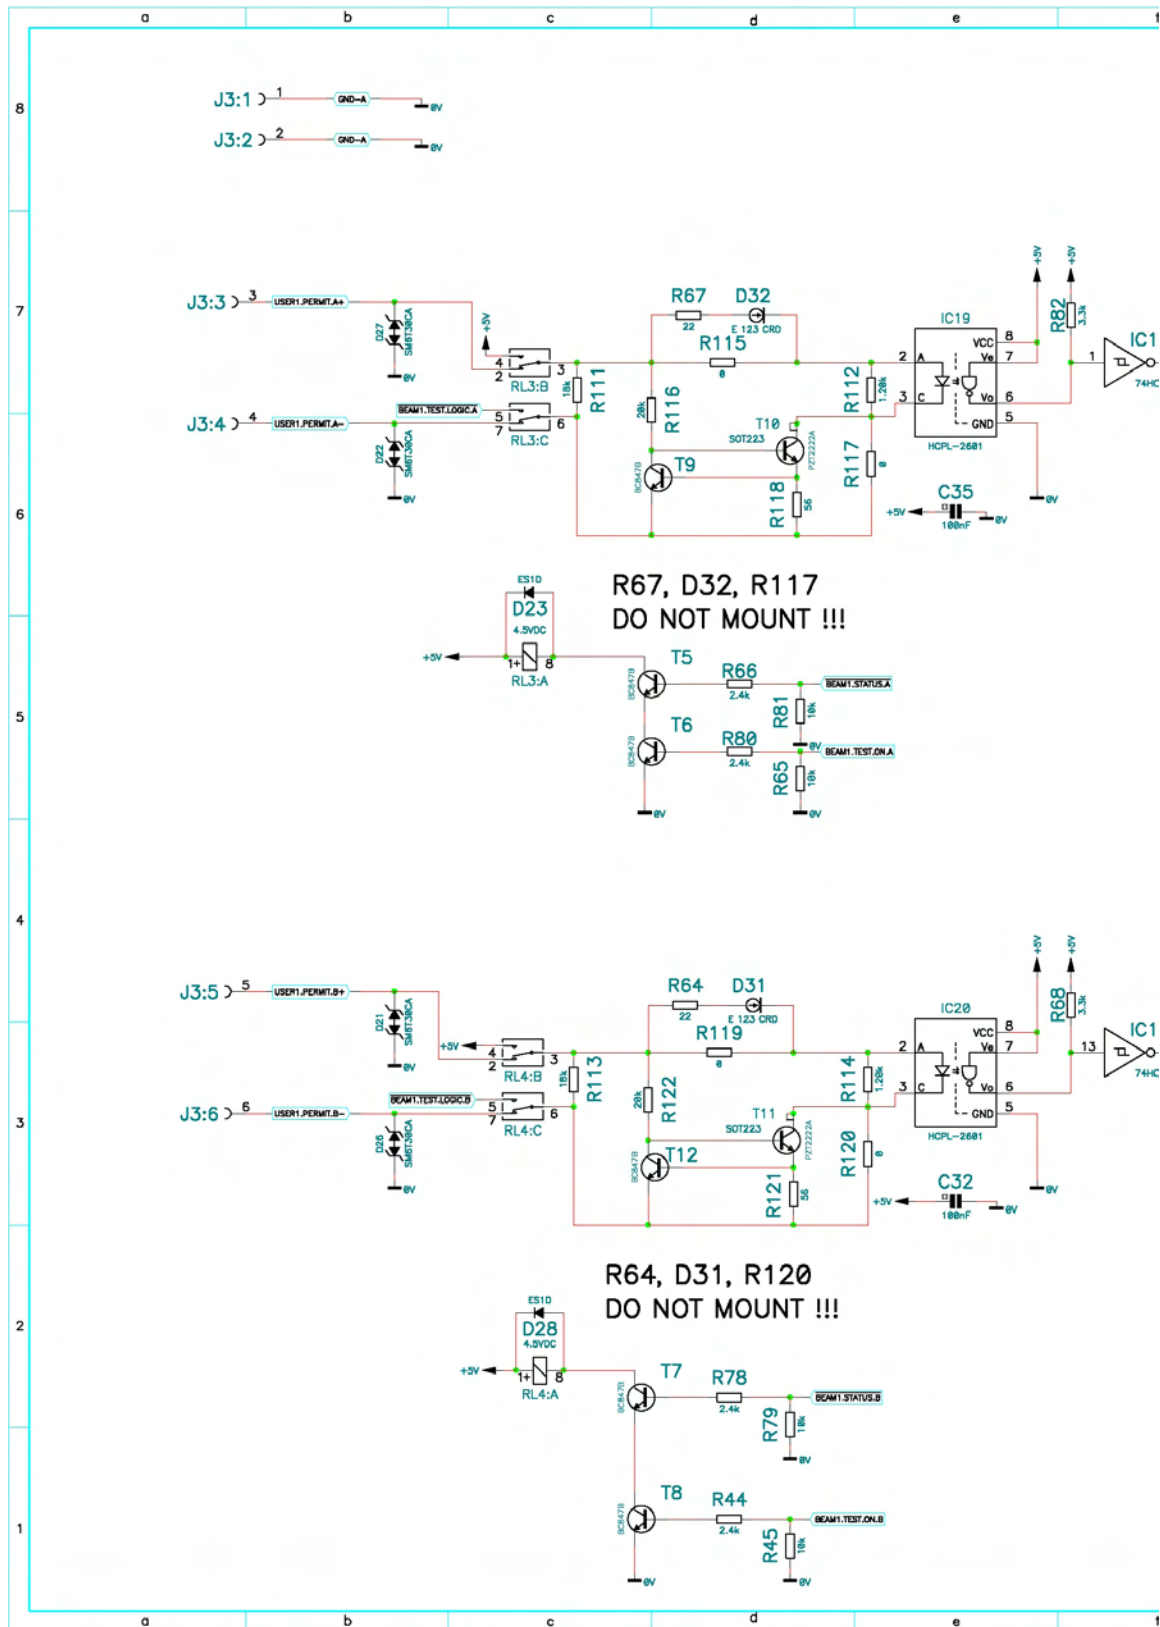 a b c d e f
8
J3:1 1 GND-A 0V
J3:2 2 GND-A 0V
+5V +5V
7
J3:3 3 USER1.PERMIT.A+
R67 D32
22 E 123 CRD
R82 3.3k
IC19
D27 SM6T30CA
+5V
R115
0
VCC 8
2 A Ve 7
1 IC1
74HC
4 3
2
RL3:B
0V
18k R111
R112 1.20k
R116 20k
BEAM1.TEST.LOGIC.A
3 C Vo 6
J3:4 4 USER1.PERMIT.A-
5 6
7
RL3:C
T10
SOT223
PZT2222A
GND 5
HCPL-2601
D22 SM6T30CA
T9
BC847B
R117 0
0V
6
R118 56
C35
+5V 100nF 0V
0V
R67, D32, R117
DO NOT MOUNT !!!
ES1D
D23
4.5VDC
+5V 1+ 8
RL3:A
5
T5
BC847B
R66
2.4k
BEAM1.STATUS.A
R81 10k
0V
T6
BC847B
R80
2.4k
BEAM1.TEST.ON.A
R65 10k
0V 0V
4
+5V +5V
J3:5 5 USER1.PERMIT.B+
R64 D31
22 E 123 CRD
R68 3.3k
IC20
D21 SM6T30CA
R119
0
VCC 8
2 A Ve 7
13 IC1
74HC
+5V
4 3
2
RL4:B
0V
18k R113
R114 1.20k
R122 20k
BEAM1.TEST.LOGIC.B
3 C Vo 6
3
J3:6 6 USER1.PERMIT.B-
5 6
7
RL4:C
T11
SOT223
PZT2222A
GND 5
HCPL-2601
D26 SM6T30CA
T12
BC847B
R120 0
0V
R121 56
C32
+5V 100nF 0V
0V
R64, D31, R120
DO NOT MOUNT !!!
2
ES1D
D28
4.5VDC
+5V 1+ 8
RL4:A
T7
BC847B
R78
2.4k
BEAM1.STATUS.B
R79 10k
0V
1
T8
BC847B
R44
2.4k
BEAM1.TEST.ON.B
R45 10k
0V 0V
a b c d e f